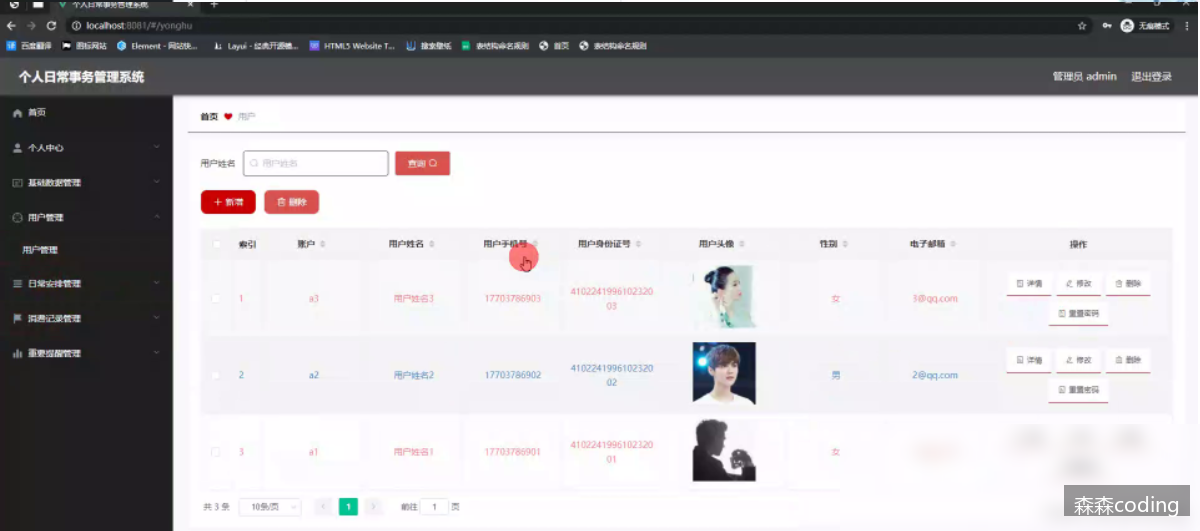 个人日常事务管理系统
localhost:8081/#/yonghu
无痕模式
百度翻译
图标网站
Element - 网站快...
Layui - 经典开源模...
HTML5 Website T...
搜索壁纸
表结构命名规则
首页
表结构命名规则
个人日常事务管理系统
管理员 admin
退出登录
首页
个人中心
基础数据管理
用户管理
用户管理
日常安排管理
消费记录管理
重要提醒管理
首页 用户
用户姓名 用户姓名 查询
+ 新增 删除
索引 账户 用户姓名 用户手机号 用户身份证号 用户头像 性别 电子邮箱 操作
1 a3 用户姓名3 17703786903 410224199610232003 女 3@qq.com 详情 修改 删除
重置密码
2 a2 用户姓名2 17703786902 410224199610232002 男 2@qq.com 详情 修改 删除
重置密码
3 a1 用户姓名1 17703786901 410224199610232001 女
共 3 条 10条/页 1 前往 1 页
森森coding